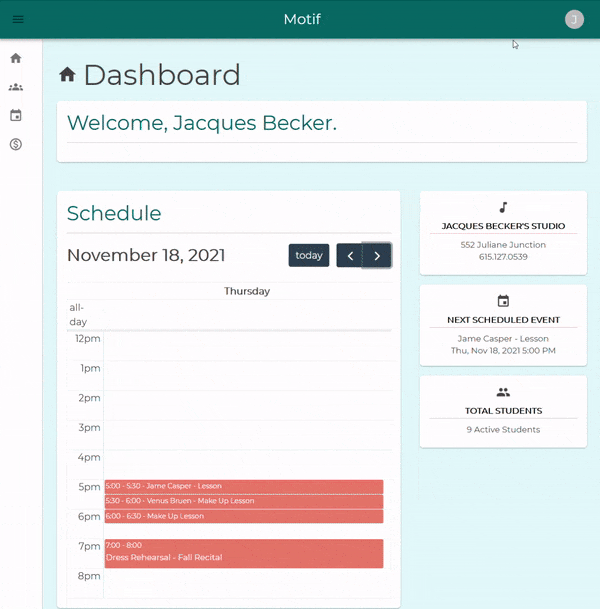 Motif
J
Dashboard
Welcome, Jacques Becker.
Schedule
November 18, 2021
today
Thursday
all-
day
12pm
1pm
2pm
3pm
4pm
5pm
5:00 - 5:30 - Jame Casper - Lesson
5:30 - 6:00 - Venus Bruen - Make Up Lesson
6pm
6:00 - 6:30 - Make Up Lesson
7pm
7:00 - 8:00
Dress Rehearsal - Fall Recital
8pm
JACQUES BECKER'S STUDIO
552 Juliane Junction
615.127.0539
NEXT SCHEDULED EVENT
Jame Casper - Lesson
Thu, Nov 18, 2021 5:00 PM
TOTAL STUDENTS
9 Active Students